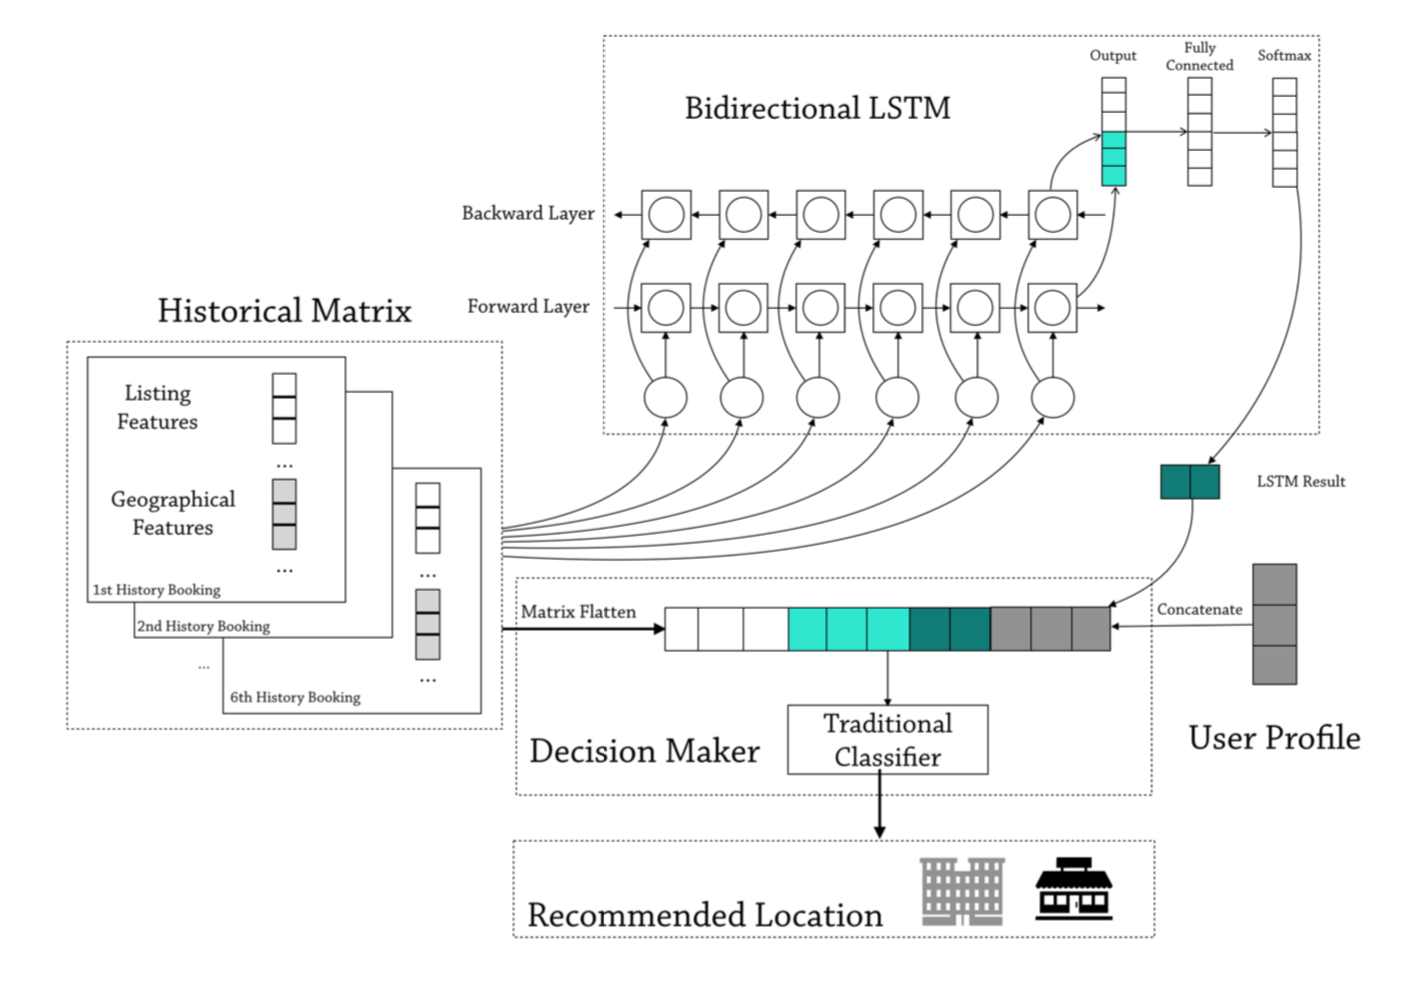 Output
Fully
Connected
Softmax
Bidirectional LSTM
Backward Layer
Forward Layer
Historical Matrix
Listing
Features
...
Geographical
Features
...
1st History Booking
2nd History Booking
...
6th History Booking
...
...
LSTM Result
Matrix Flatten
Concatenate
Traditional
Classifier
Decision Maker
User Profile
Recommended Location